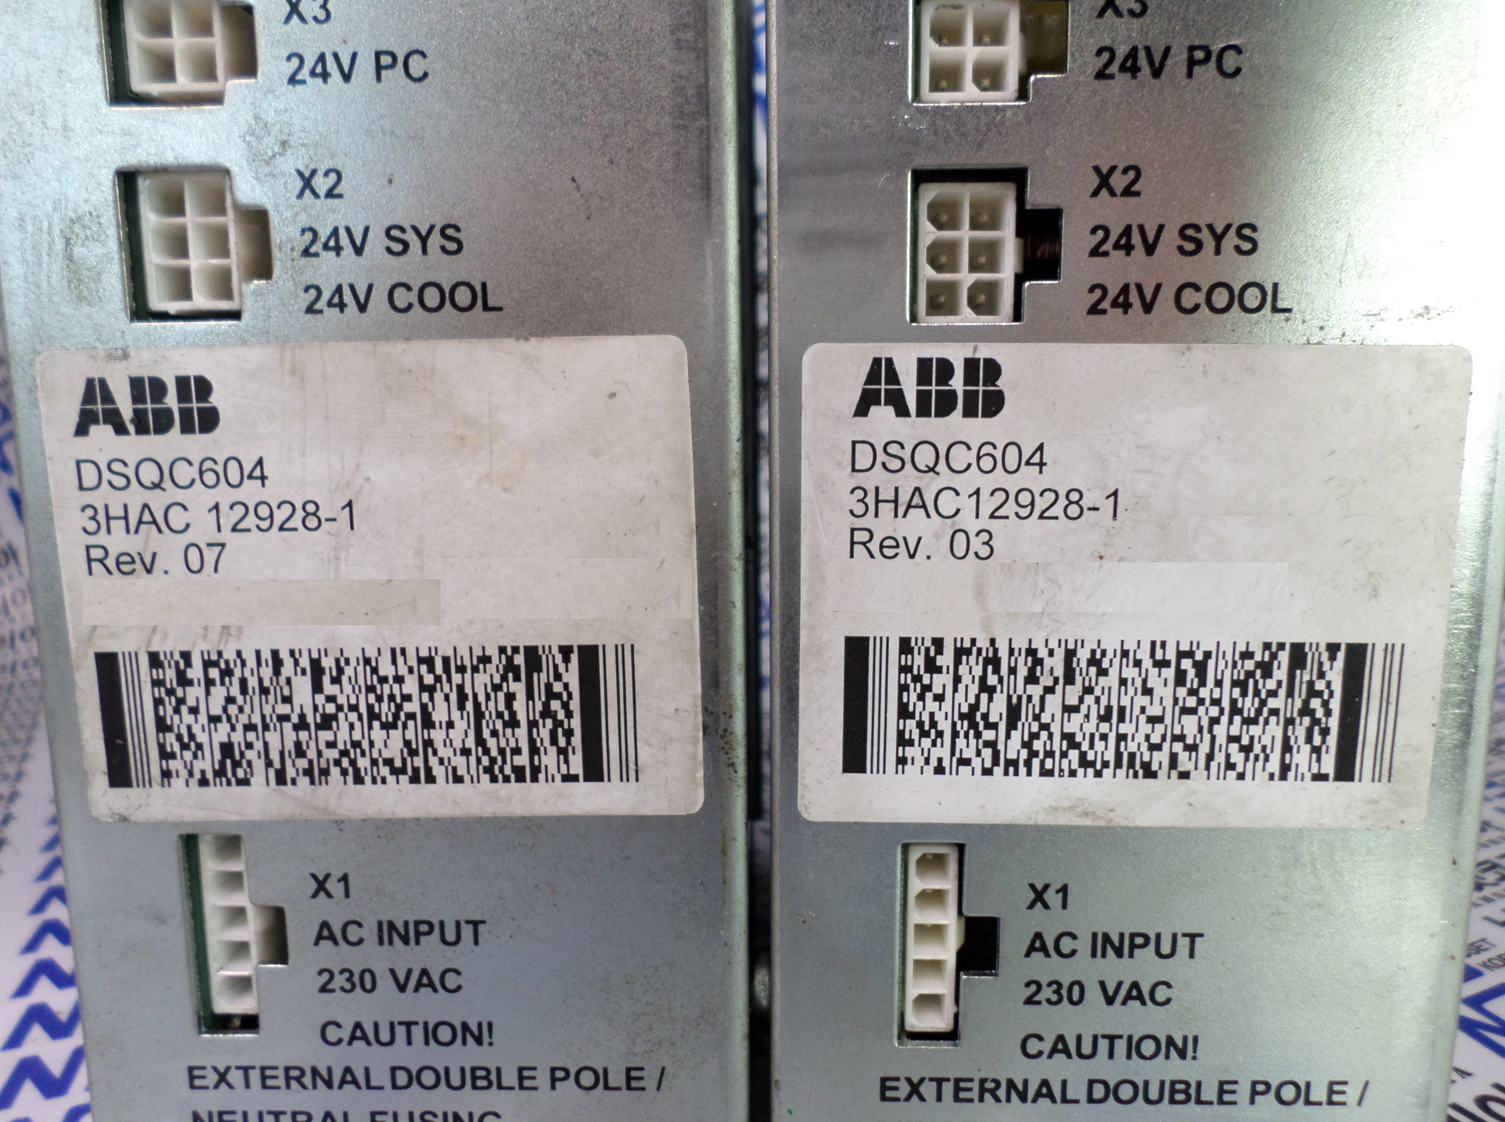 X3
24V PC
X2
24V SYS
24V COOL
ABB
DSQC604
3HAC 12928-1
Rev. 07
X1
AC INPUT
230 VAC
CAUTION!
EXTERNAL DOUBLE POLE /
NEUTRAL FUSING
X3
24V PC
X2
24V SYS
24V COOL
ABB
DSQC604
3HAC12928-1
Rev. 03
X1
AC INPUT
230 VAC
CAUTION!
EXTERNAL DOUBLE POLE /